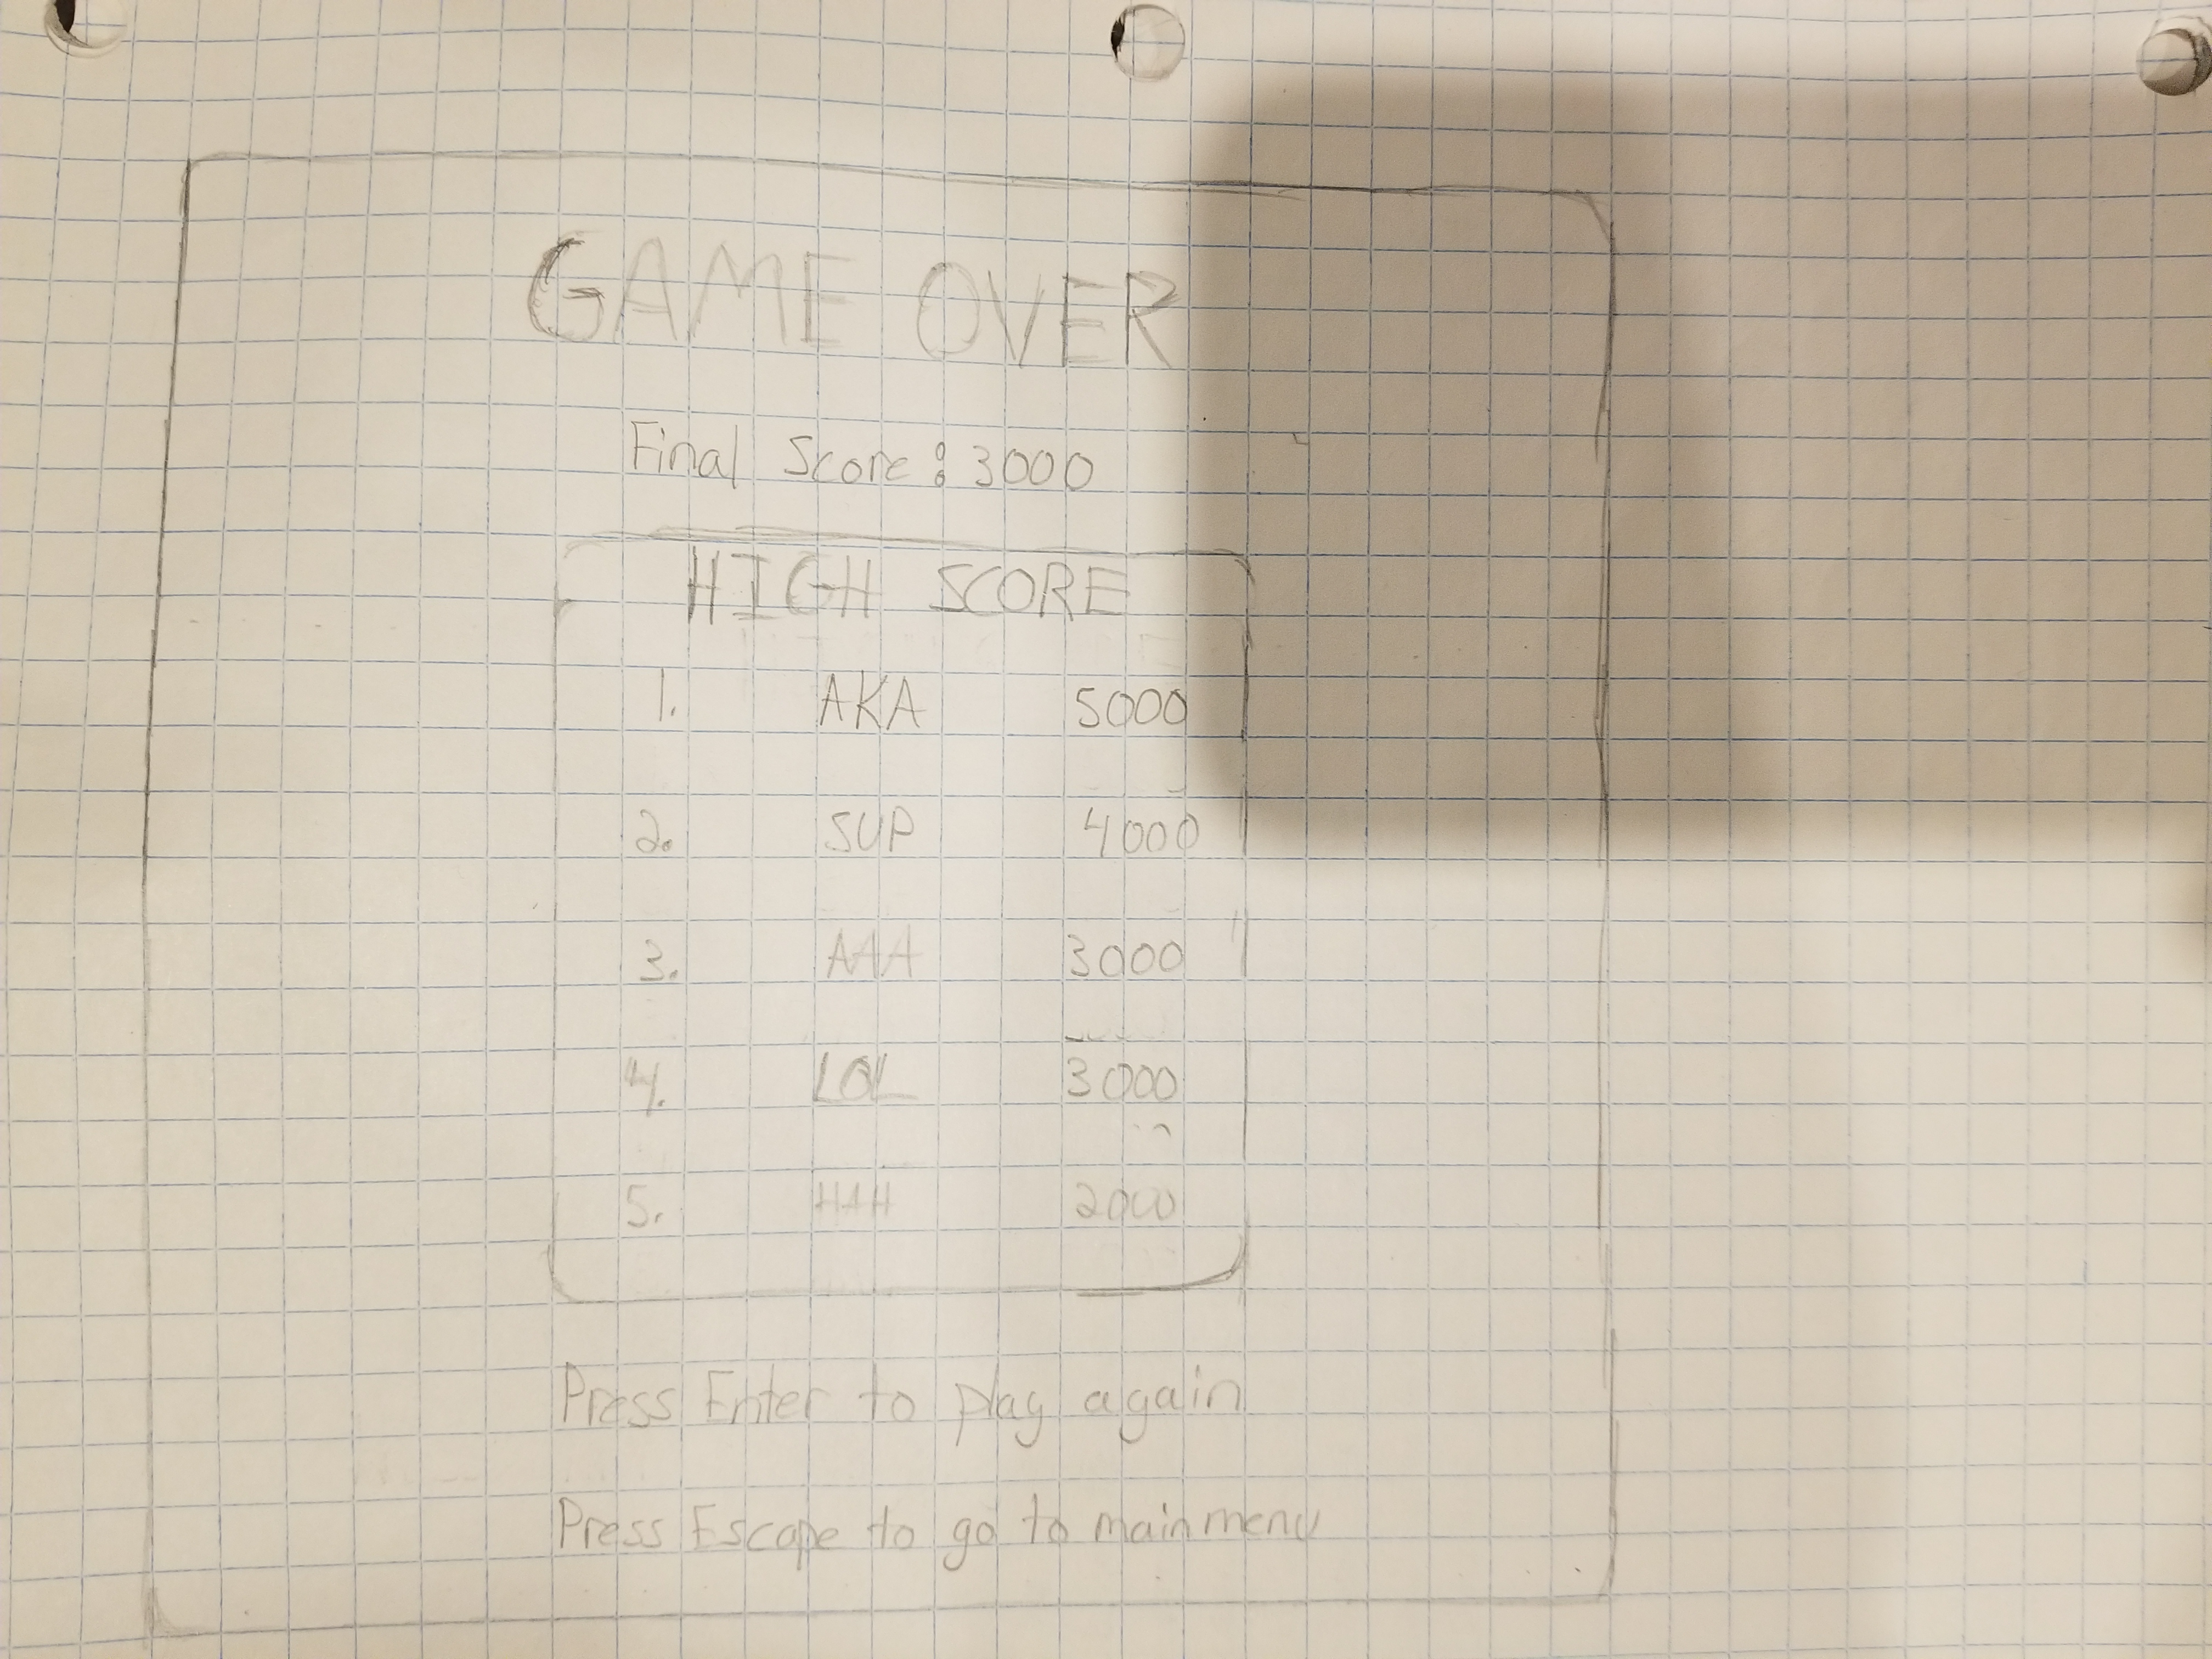 GAME OVER
Final Score: 3000
HIGH SCORE
1. AKA 5000
2. SUP 4000
3. AAA 3000
4. LOL 3000
5. HAH 2000
Press Enter to play again
Press Escape to go to main menu